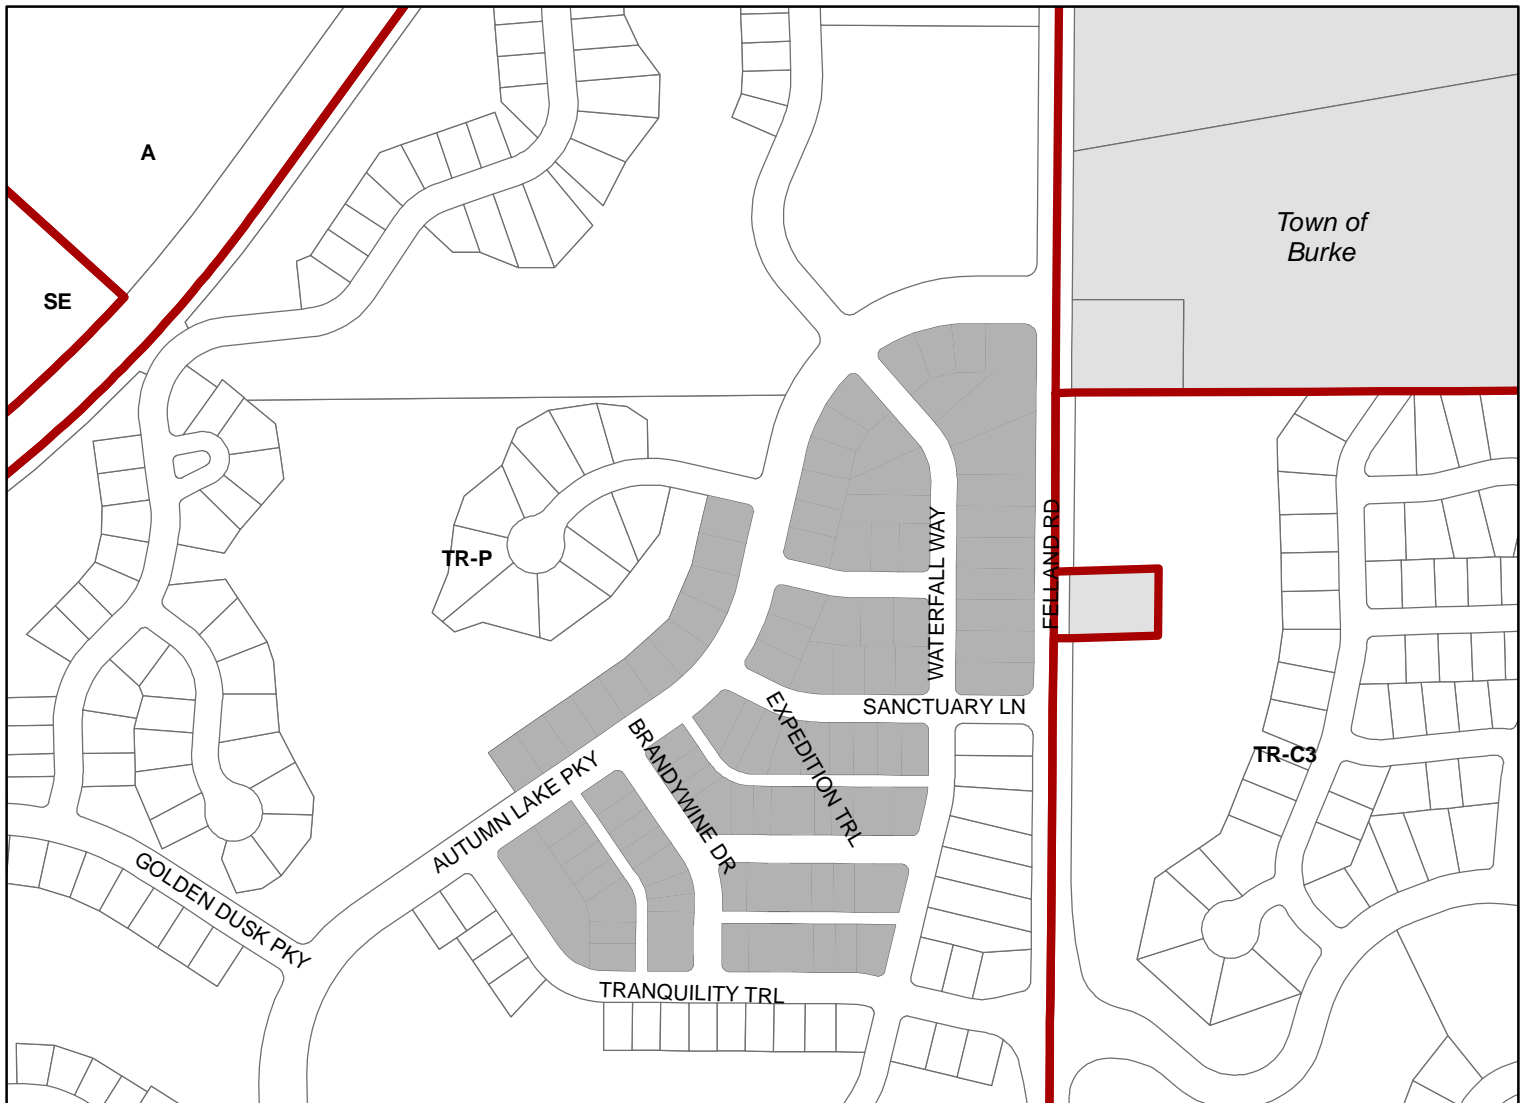 A
Town of
Burke
SE
FELLAND RD
WATERFALL WAY
TR-P
SANCTUARY LN
EXPEDITION TRL
BRANDYWINE DR
TR-C3
AUTUMN LAKE PKY
GOLDEN DUSK PKY
TRANQUILITY TRL